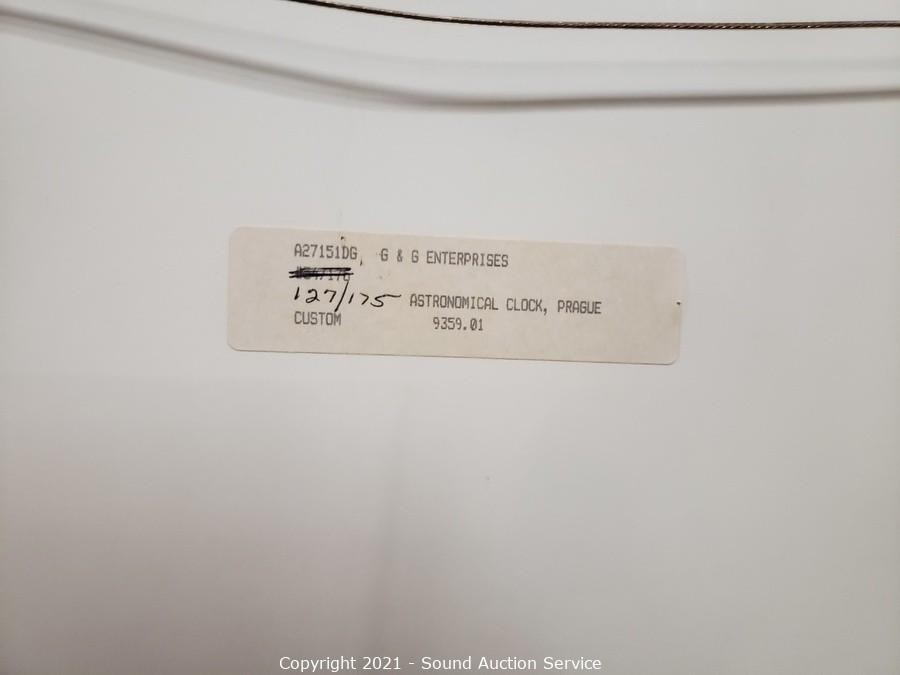 A27151DG, G & G ENTERPRISES
127/175 ASTRONOMICAL CLOCK, PRAGUE
CUSTOM 9359.01
Copyright 2021 - Sound Auction Service